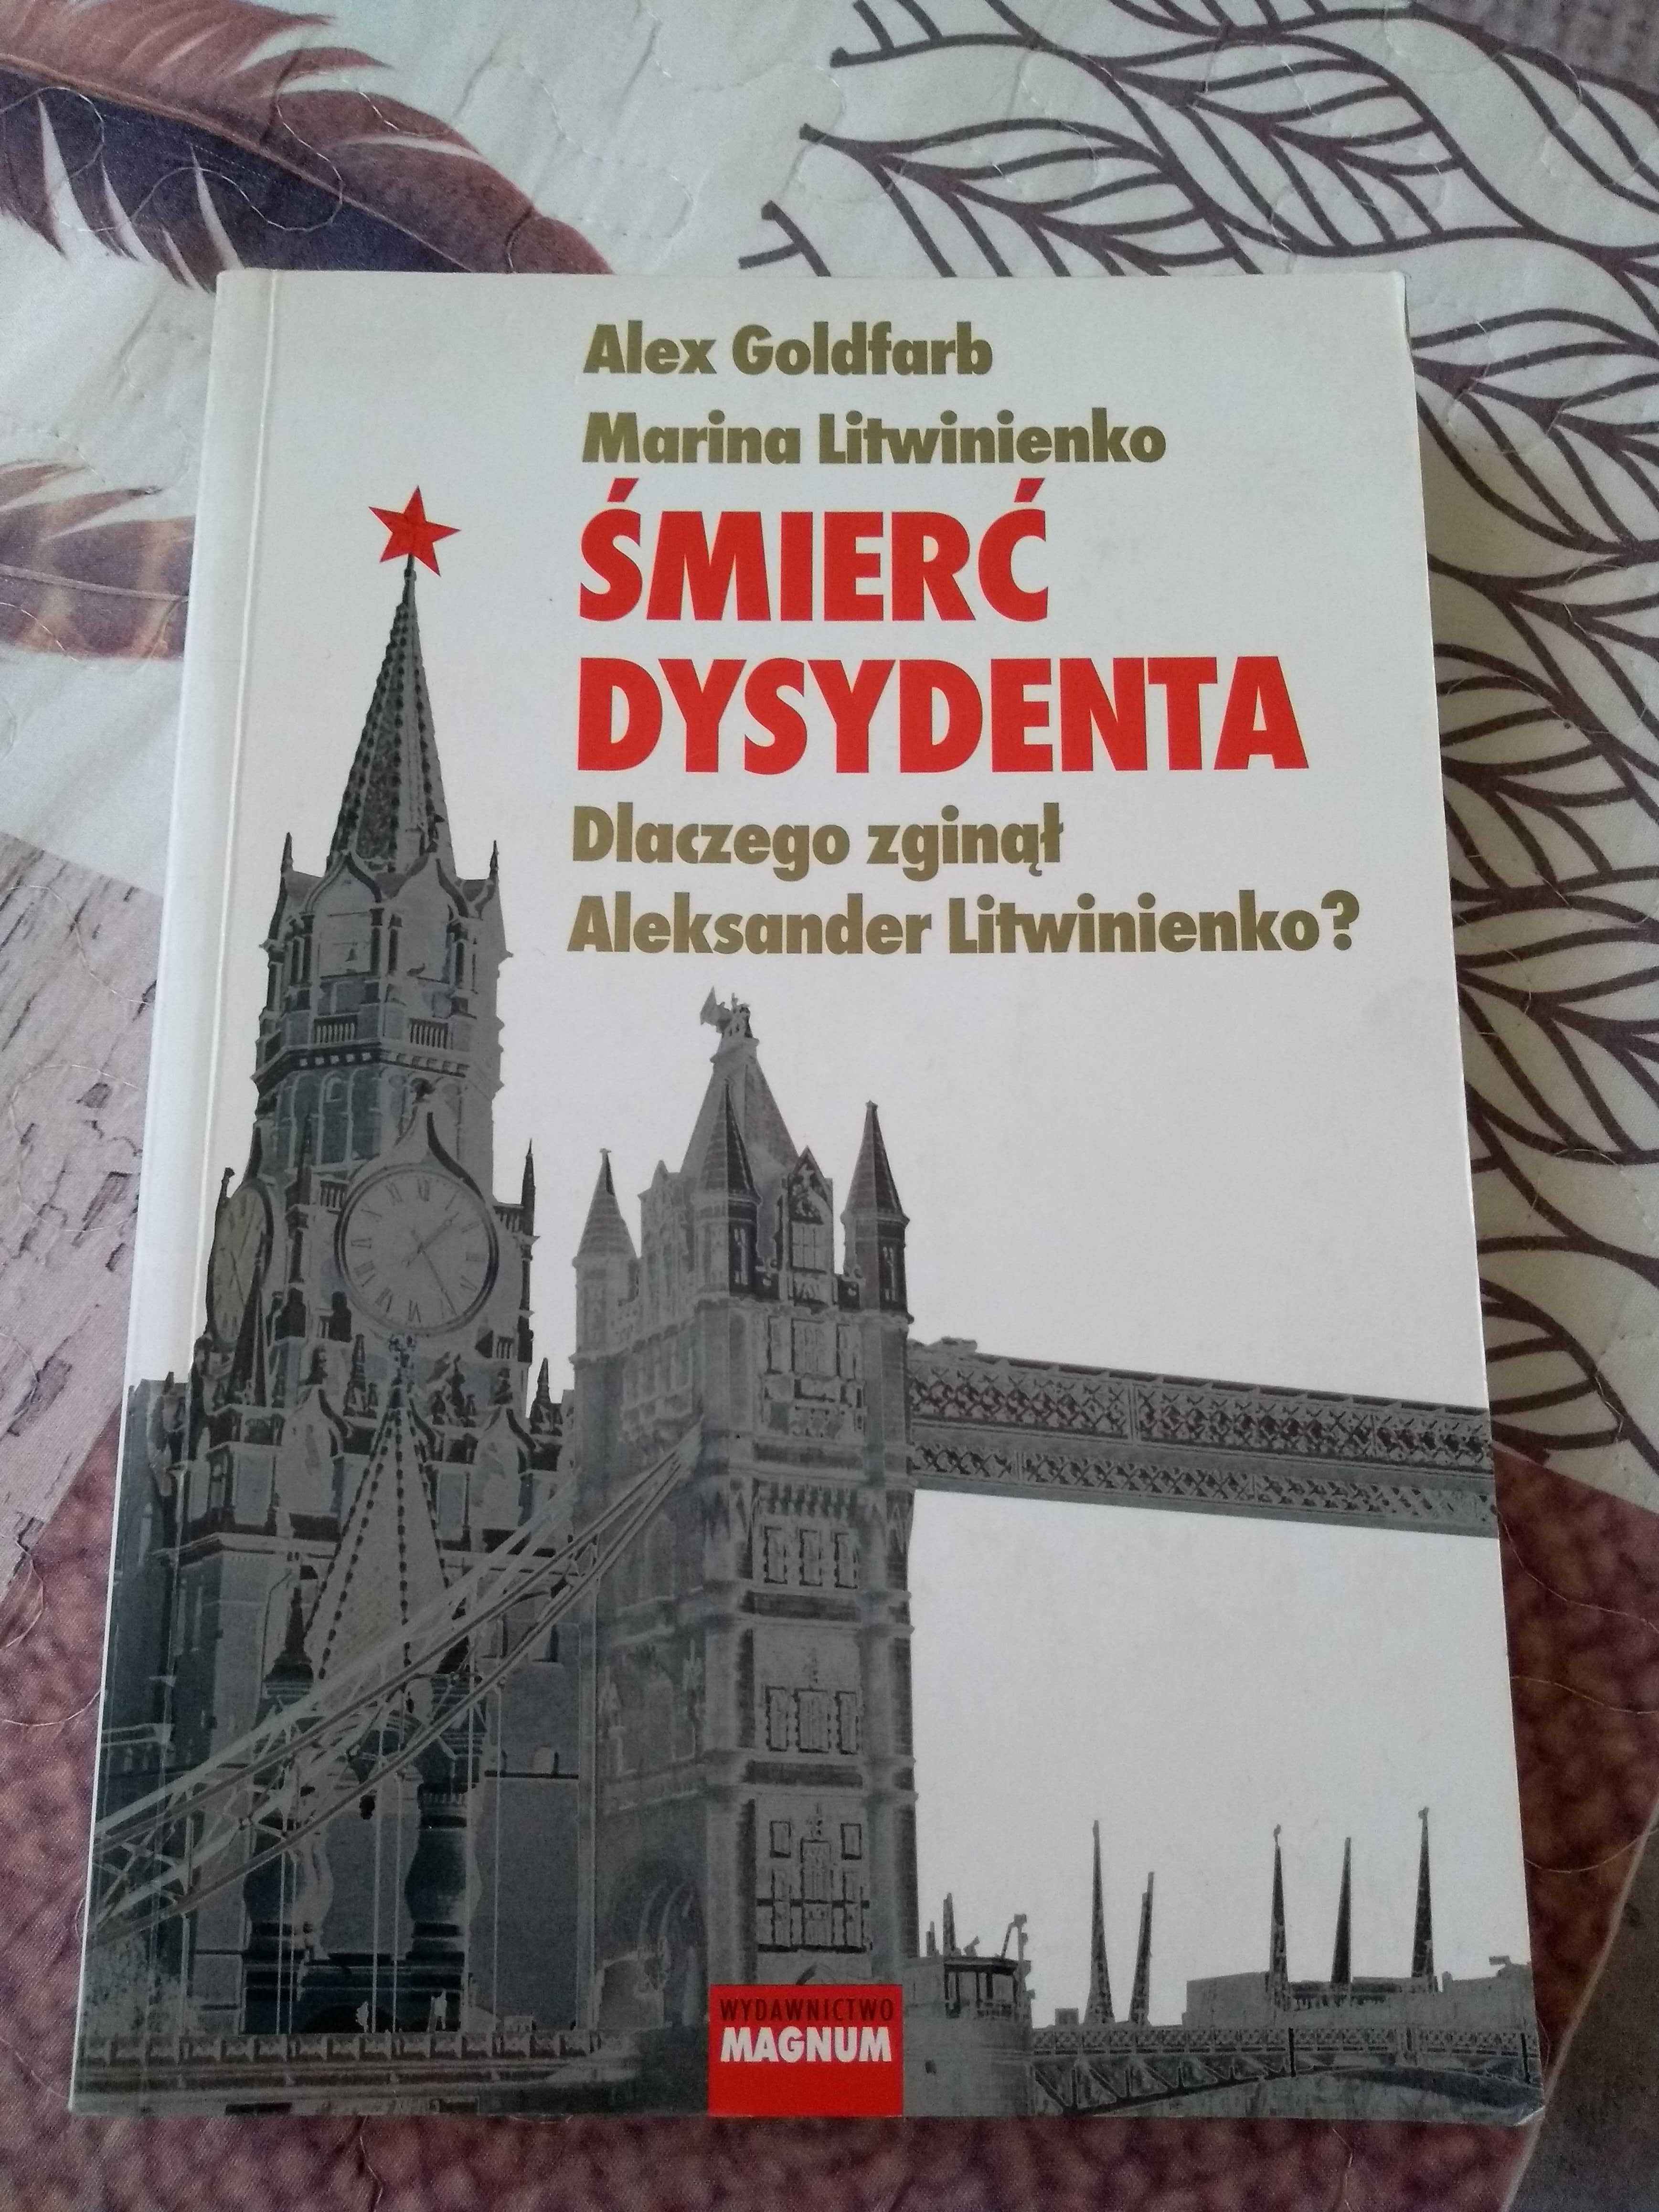 Alex Goldfarb
Marina Litwinienko
ŚMIERĆ
DYSYDENTA
Dlaczego zginął
Aleksander Litwinienko?
WYDAWNICTWO
MAGNUM